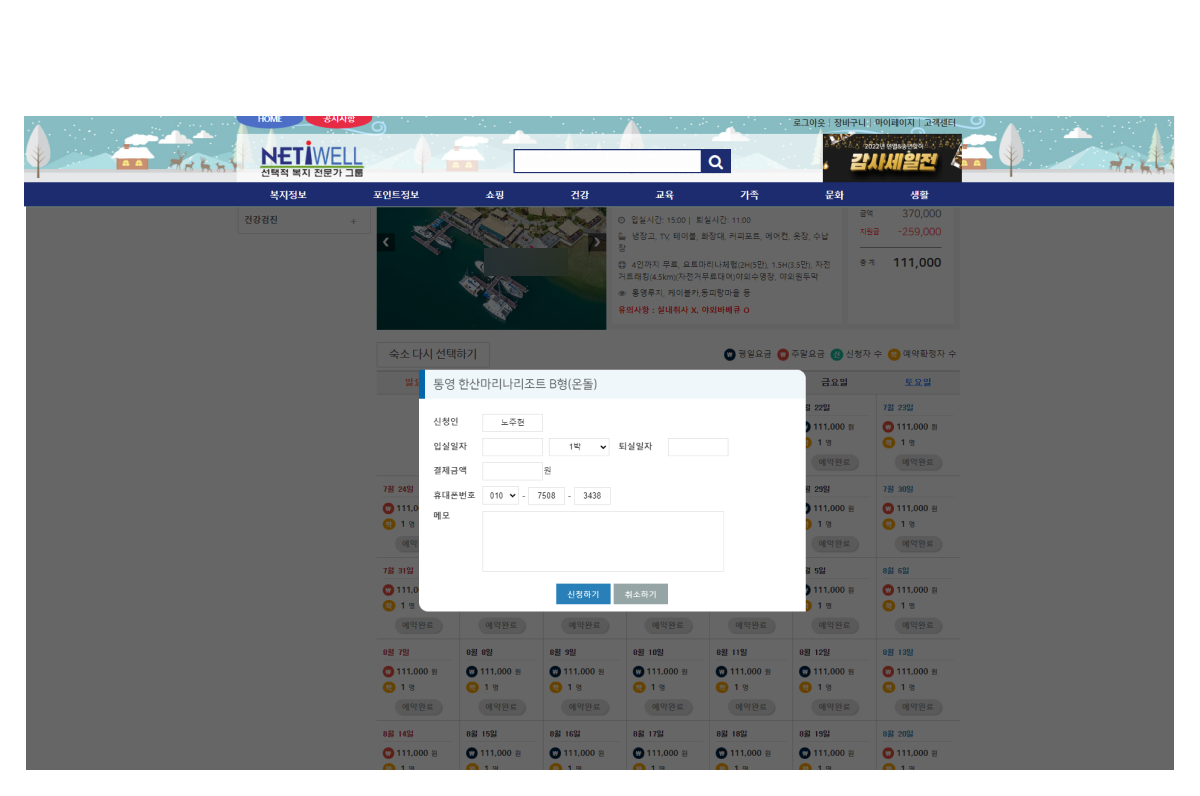 HOME 공지사항
로그아웃 | 장바구니 | 마이페이지 | 고객센터
NETiWELL
선택적 복지 전문가 그룹
감사세일전
복지정보 포인트정보 쇼핑 건강 교육 가족 문화 생활
건강검진 +
입실시간: 15:00 | 퇴실시간: 11:00
냉장고, TV, 테이블, 화장대, 커피포트, 에어컨, 옷장, 수납
장
4인까지 무료, 요트마리나체험(2H(5만), 1.5H(3.5만), 자전
거트래킹(4.5km)(자전거무료대여)야외수영장, 야외원두막
통영루지, 케이블카,동피랑마을 등
유의사항 : 실내취사 X, 야외바베큐 O
금액 370,000
지원금 -259,000
총계 111,000
숙소 다시 선택하기
평일요금 주말요금 신청자 수 예약확정자 수
금요일 토요일
통영 한산마리나리조트 B형(온돌)
신청인 노주현
입실일자 1박 퇴실일자
결제금액 원
휴대폰번호 010 - 7508 - 3438
메모
신청하기 취소하기
22일 7월 23일
111,000 원 111,000 원
1 명 1 명
예약완료 예약완료
7월 24일 29일 7월 30일
111,0 111,000 원 111,000 원
1 명 1 명 1 명
예약 예약완료 예약완료
7월 31일 5일 8월 6일
111,0 111,000 원 111,000 원
1 명 1 명 1 명
예약완료 예약완료 예약완료 예약완료 예약완료 예약완료 예약완료
8월 7일 8월 8일 8월 9일 8월 10일 8월 11일 8월 12일 8월 13일
111,000 원 111,000 원 111,000 원 111,000 원 111,000 원 111,000 원 111,000 원
1 명 1 명 1 명 1 명 1 명 1 명 1 명
예약완료 예약완료 예약완료 예약완료 예약완료 예약완료 예약완료
8월 14일 8월 15일 8월 16일 8월 17일 8월 18일 8월 19일 8월 20일
111,000 원 111,000 원 111,000 원 111,000 원 111,000 원 111,000 원 111,000 원
1 명 1 명 1 명 1 명 1 명 1 명 1 명